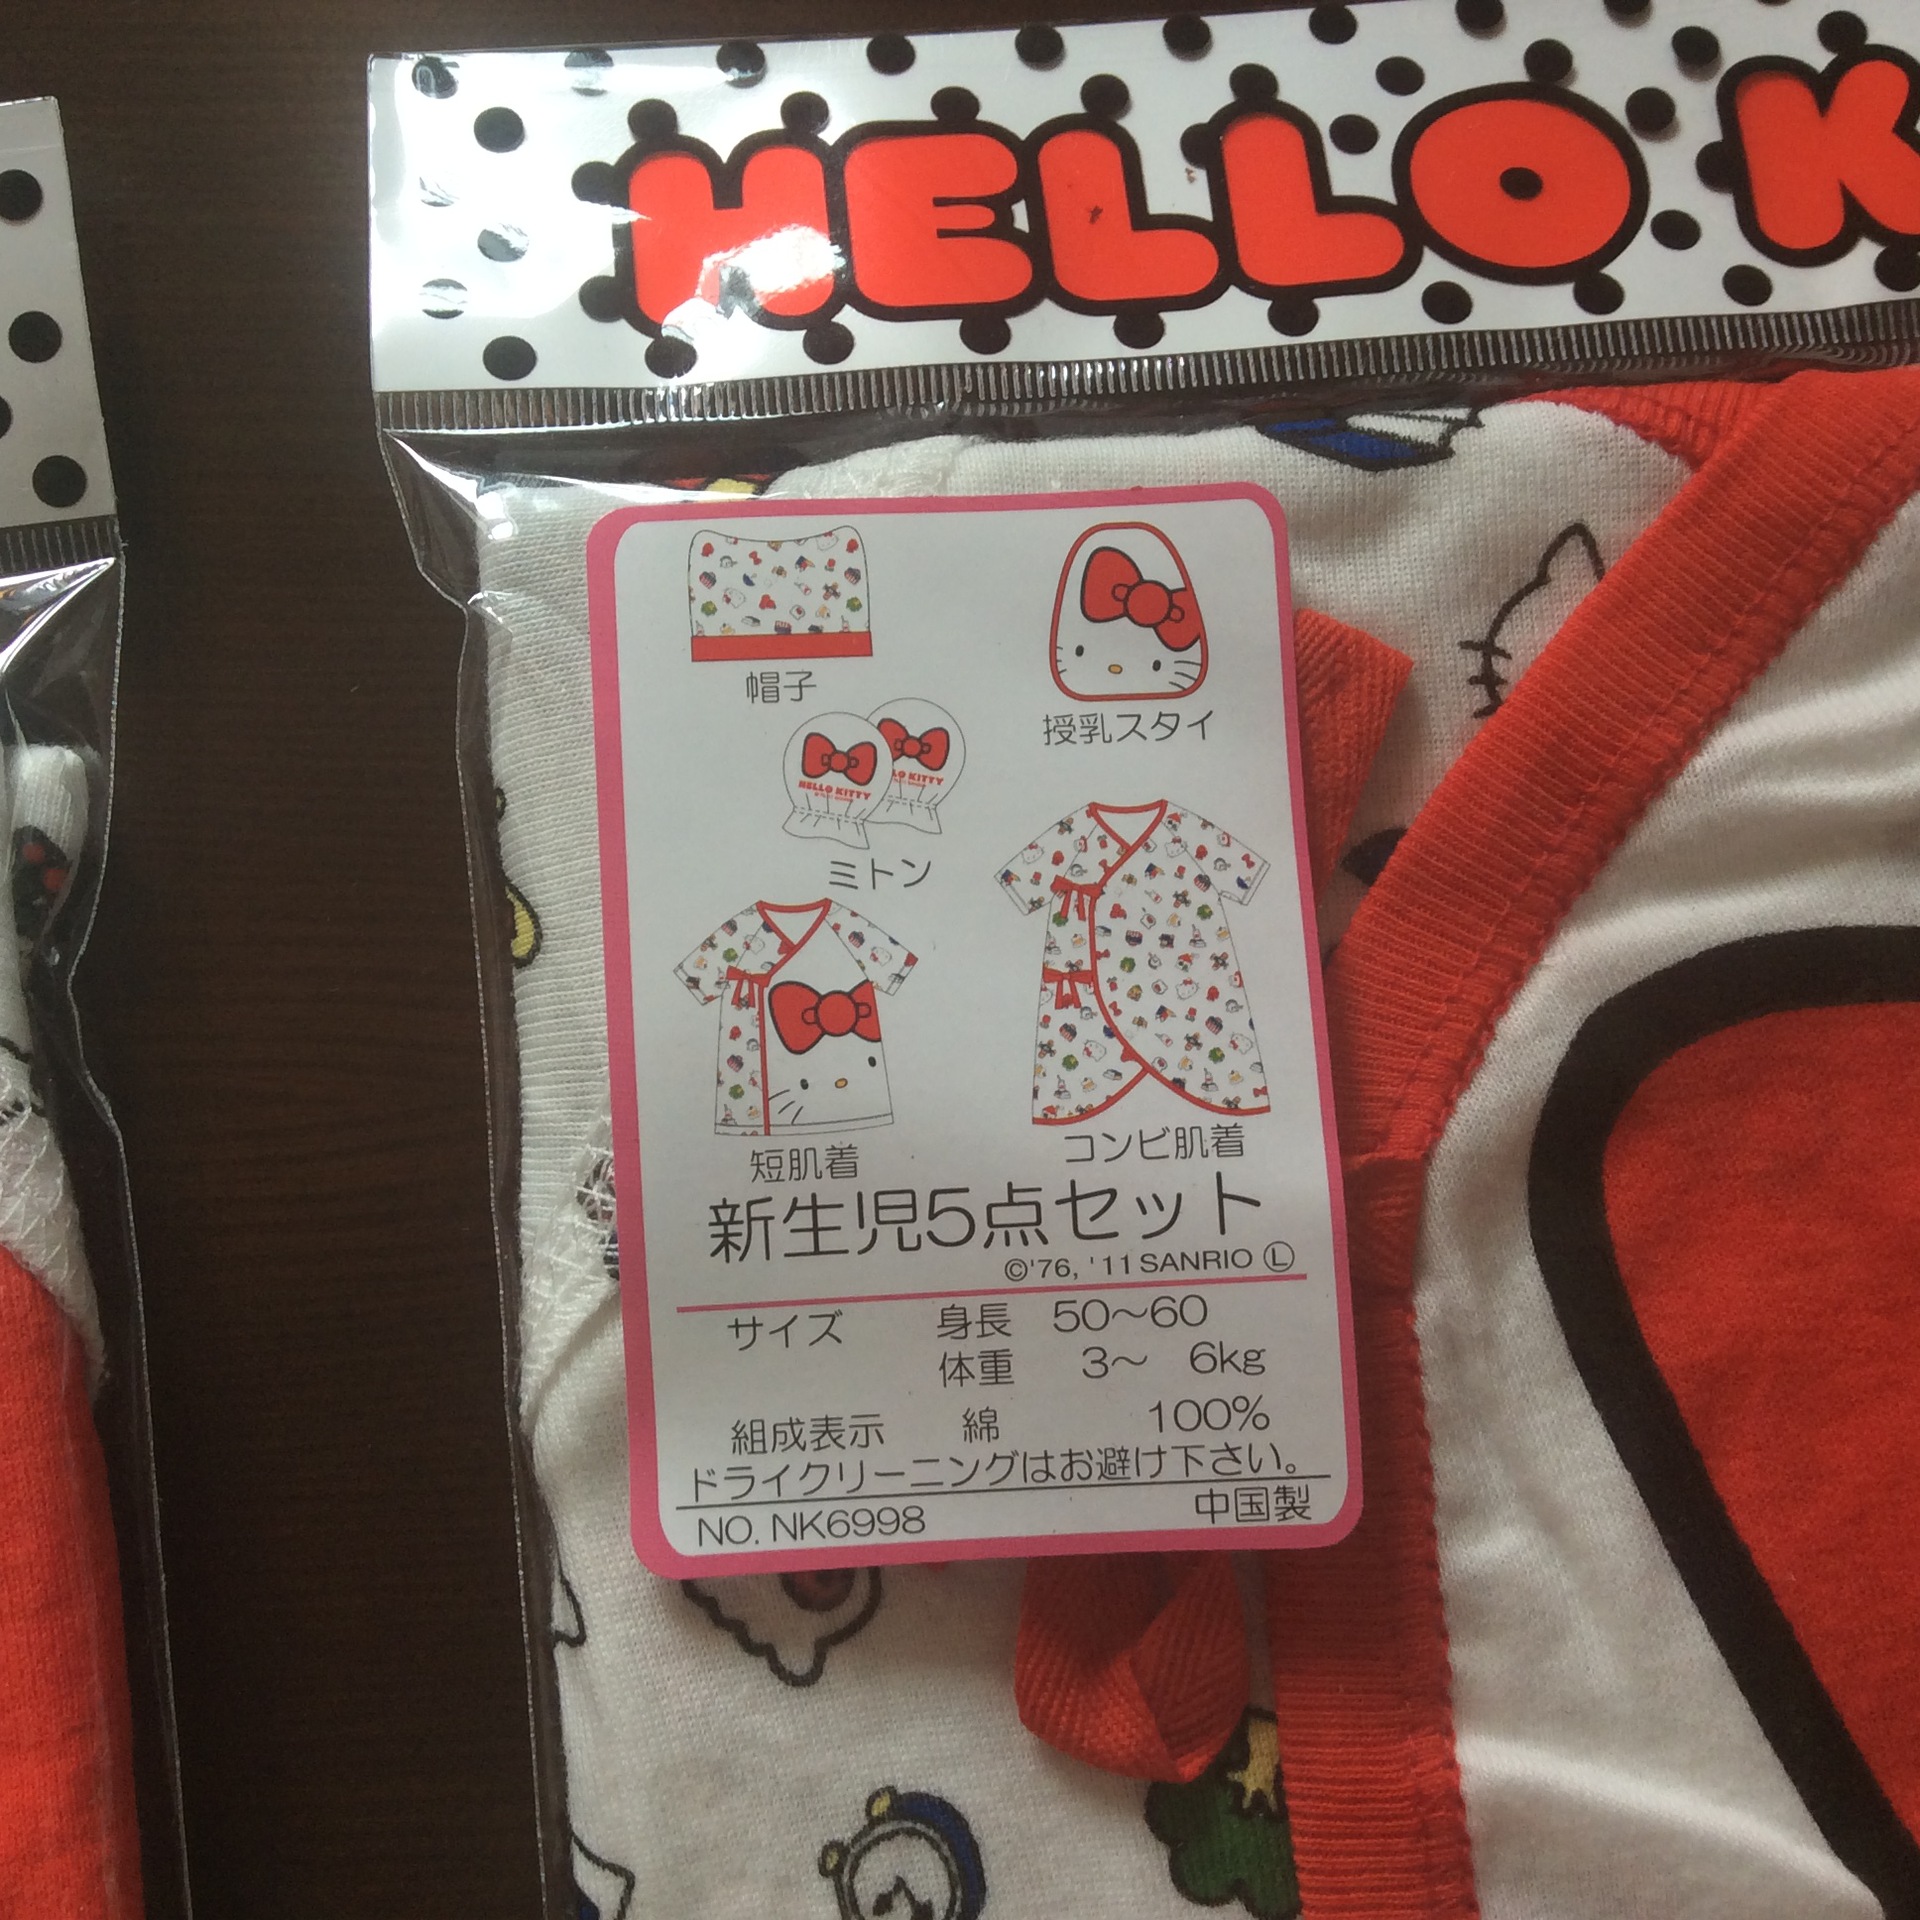 HELLO K
帽子
授乳スタイ
HELLO KITTY
LO KITTY
ミトン
短肌着
コンビ肌着
新生児5点セット
©'76, '11 SANRIO Ⓛ
サイズ 身長 50〜60
体重 3〜 6kg
組成表示 綿 100%
ドライクリーニングはお避け下さい。
NO. NK6998 中国製